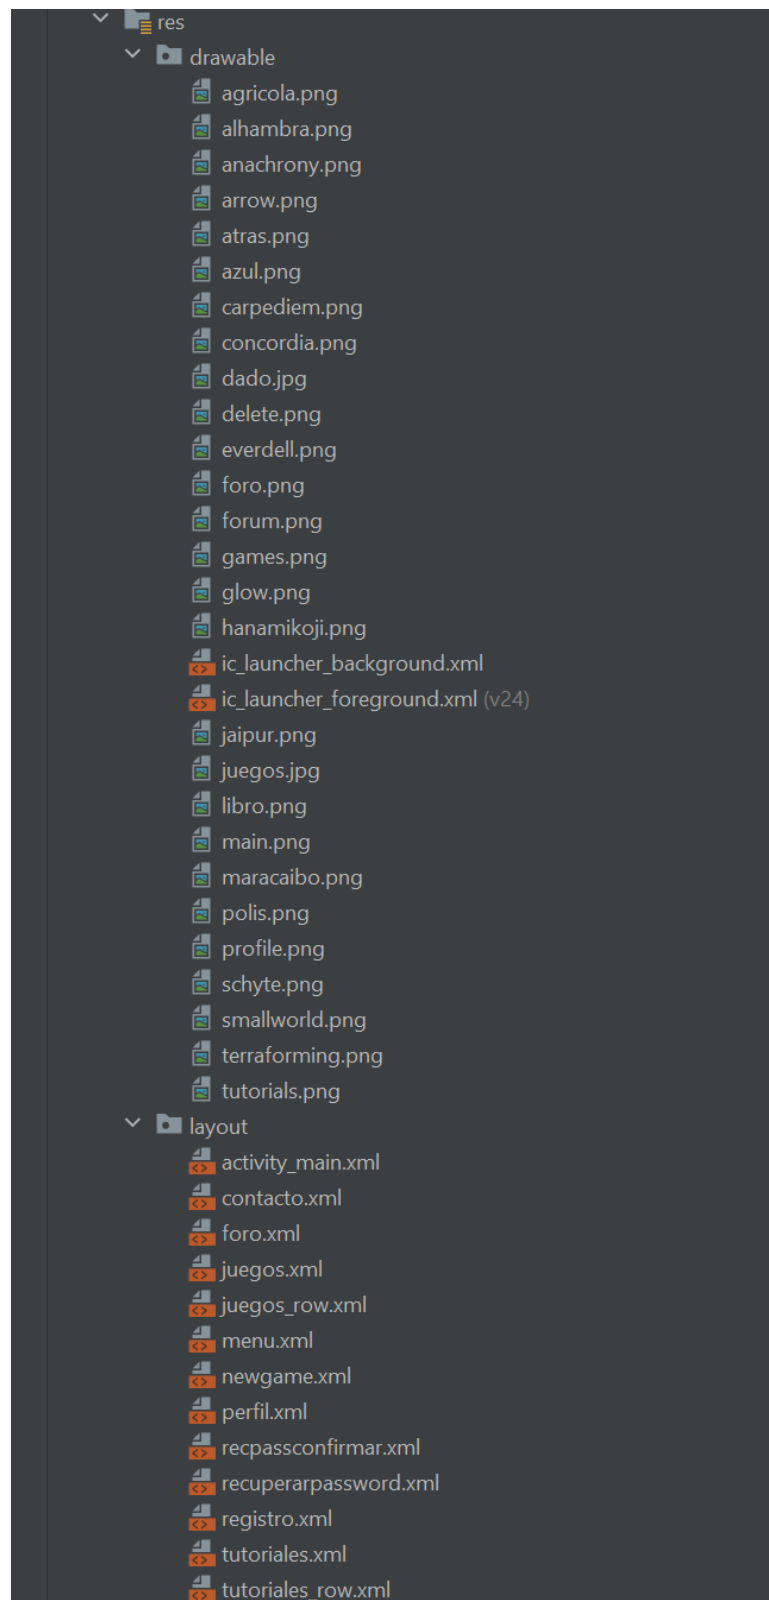 res
drawable
agricola.png
alhambra.png
anachrony.png
arrow.png
atras.png
azul.png
carpediem.png
concordia.png
dado.jpg
delete.png
everdell.png
foro.png
forum.png
games.png
glow.png
hanamikoji.png
ic_launcher_background.xml
ic_launcher_foreground.xml (v24)
jaipur.png
juegos.jpg
libro.png
main.png
maracaibo.png
polis.png
profile.png
schyte.png
smallworld.png
terraforming.png
tutorials.png
layout
activity_main.xml
contacto.xml
foro.xml
juegos.xml
juegos_row.xml
menu.xml
newgame.xml
perfil.xml
recpassconfirmar.xml
recuperarpassword.xml
registro.xml
tutoriales.xml
tutoriales_row.xml